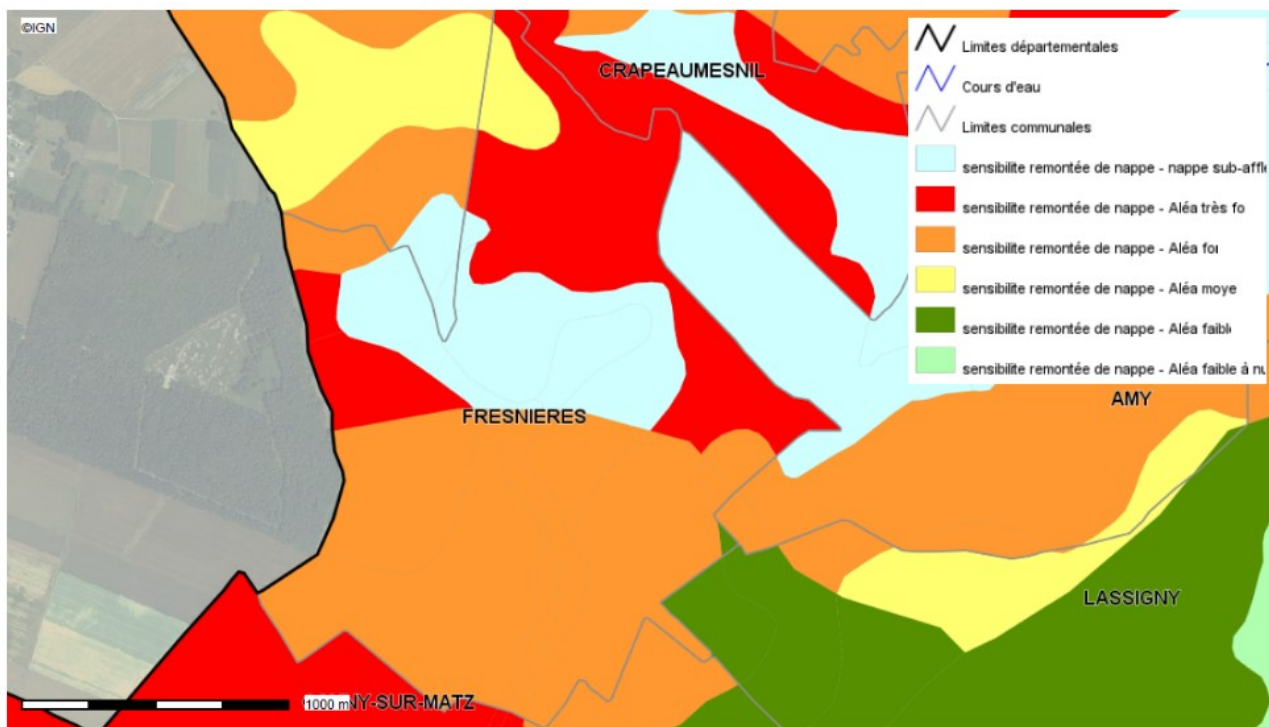 ©IGN
CRAPEAUMESNIL
Limites départementales
Cours d'eau
Limites communales
sensibilite remontée de nappe - nappe sub-affle
sensibilite remontée de nappe - Aléa très fo
sensibilite remontée de nappe - Aléa for
sensibilite remontée de nappe - Aléa moye
sensibilite remontée de nappe - Aléa faible
sensibilite remontée de nappe - Aléa faible à nu
AMY
FRESNIERES
LASSIGNY
1000 m
NY-SUR-MATZ